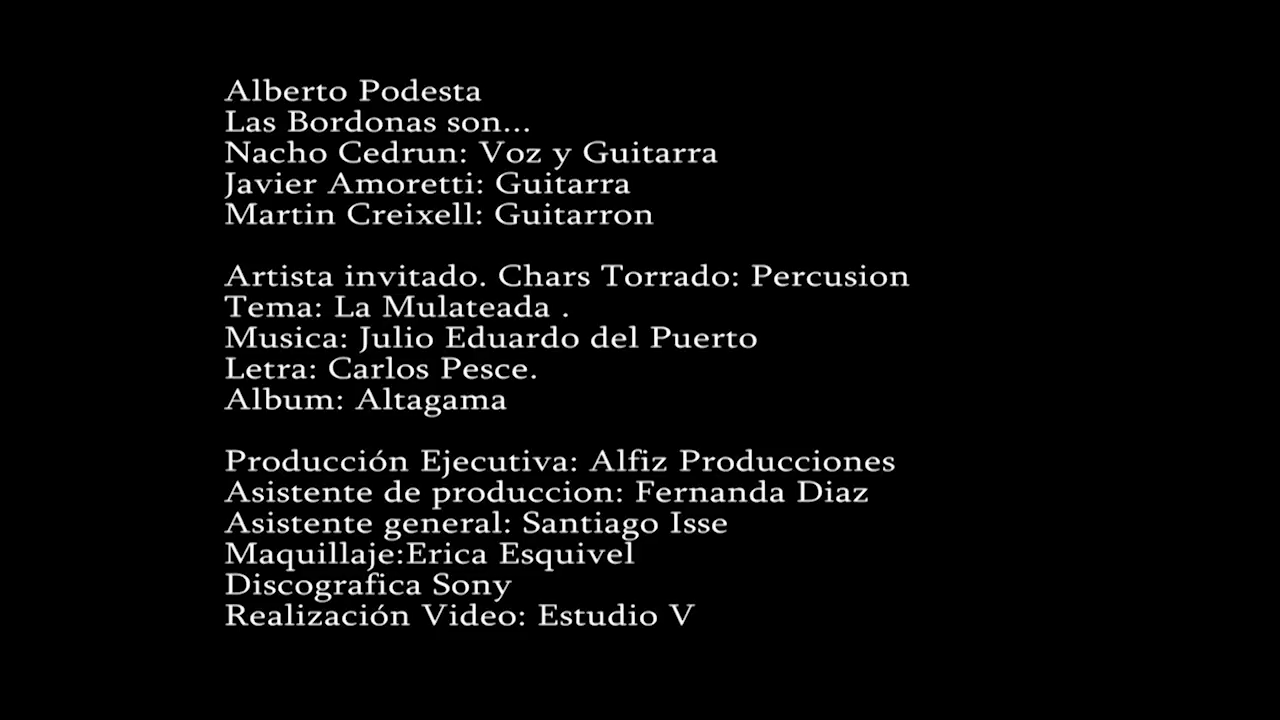 Alberto Podesta
Las Bordonas son...
Nacho Cedrun: Voz y Guitarra
Javier Amoretti: Guitarra
Martin Creixell: Guitarron
Artista invitado. Chars Torrado: Percusion
Tema: La Mulateada .
Musica: Julio Eduardo del Puerto
Letra: Carlos Pesce.
Album: Altagama
Producción Ejecutiva: Alfiz Producciones
Asistente de produccion: Fernanda Diaz
Asistente general: Santiago Isse
Maquillaje:Erica Esquivel
Discografica Sony
Realización Video: Estudio V